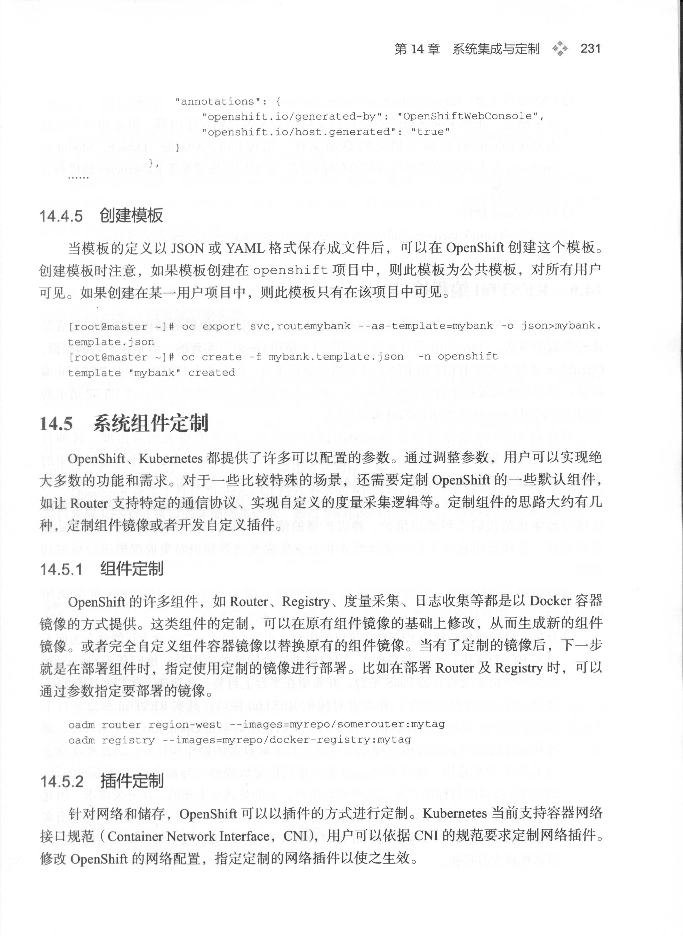 第 14 章 系统集成与定制 231
"annotations": {
"openshift.io/generated-by": "OpenShiftWebConsole",
"openshift.io/host.generated": "true"
}
},
......
14.4.5 创建模板
当模板的定义以 JSON 或 YAML 格式保存成文件后，可以在 OpenShift 创建这个模板。
创建模板时注意，如果模板创建在 openshift 项目中，则此模板为公共模板，对所有用户
可见。如果创建在某一用户项目中，则此模板只有在该项目中可见。
[root@master ~]# oc export svc,routemybank --as-template=mybank -o json>mybank.
template.json
[root@master ~]# oc create -f mybank.template.json -n openshift
template "mybank" created
14.5 系统组件定制
OpenShift、Kubernetes 都提供了许多可以配置的参数。通过调整参数，用户可以实现绝
大多数的功能和需求。对于一些比较特殊的场景，还需要定制 OpenShift 的一些默认组件，
如让 Router 支持特定的通信协议、实现自定义的度量采集逻辑等。定制组件的思路大约有几
种，定制组件镜像或者开发自定义插件。
14.5.1 组件定制
OpenShift 的许多组件，如 Router、Registry、度量采集、日志收集等都是以 Docker 容器
镜像的方式提供。这类组件的定制，可以在原有组件镜像的基础上修改，从而生成新的组件
镜像。或者完全自定义组件容器镜像以替换原有的组件镜像。当有了定制的镜像后，下一步
就是在部署组件时，指定使用定制的镜像进行部署。比如在部署 Router 及 Registry 时，可以
通过参数指定要部署的镜像。
oadm router region-west --images=myrepo/somerouter:mytag
oadm registry --images=myrepo/docker-registry:mytag
14.5.2 插件定制
针对网络和储存，OpenShift 可以以插件的方式进行定制。Kubernetes 当前支持容器网络
接口规范（Container Network Interface，CNI），用户可以依据 CNI 的规范要求定制网络插件。
修改 OpenShift 的网络配置，指定定制的网络插件以使之生效。